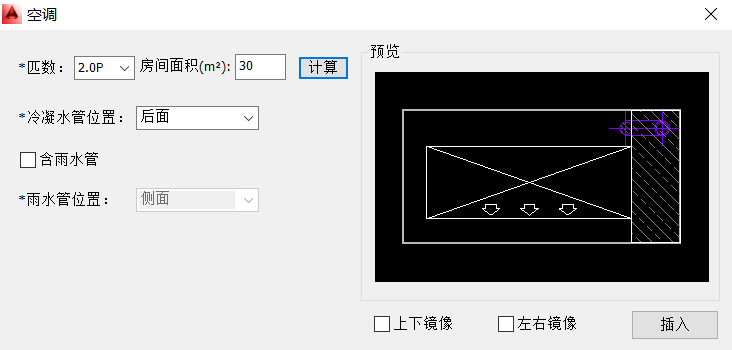 空调
*匹数： 2.0P 房间面积(m²): 30 计算
*冷凝水管位置： 后面
含雨水管
*雨水管位置： 侧面
预览
上下镜像 左右镜像 插入